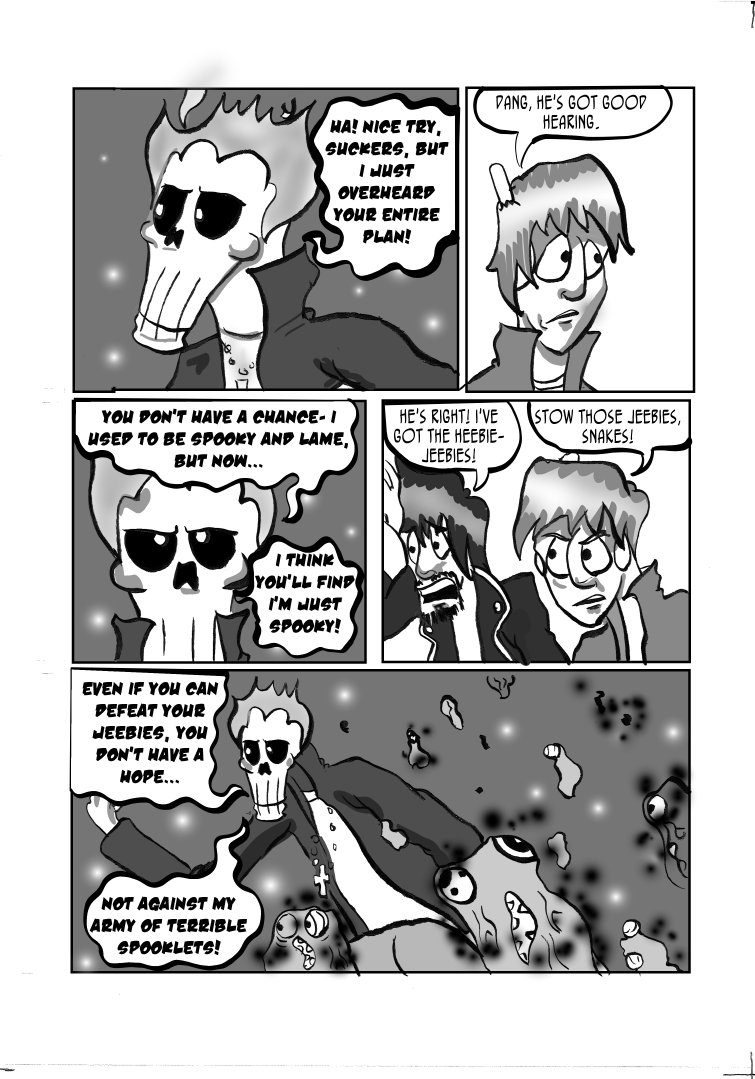 HA! NICE TRY,
SUCKERS, BUT
I JUST
OVERHEARD
YOUR ENTIRE
PLAN!
DANG, HE'S GOT GOOD
HEARING.
YOU DON'T HAVE A CHANCE- I
USED TO BE SPOOKY AND LAME,
BUT NOW...
I THINK
YOU'LL FIND
I'M JUST
SPOOKY!
HE'S RIGHT! I'VE
GOT THE HEEBIE-
JEEBIES!
STOW THOSE JEEBIES,
SNAKES!
EVEN IF YOU CAN
DEFEAT YOUR
JEEBIES, YOU
DON'T HAVE A
HOPE...
NOT AGAINST MY
ARMY OF TERRIBLE
SPOOKLETS!